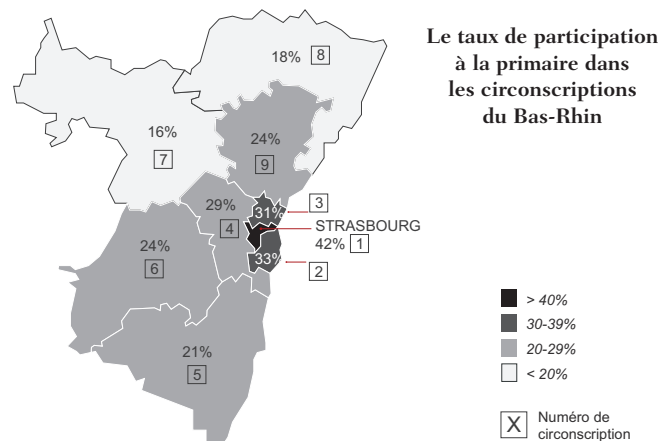 Le taux de participation
à la primaire dans
les circonscriptions
du Bas-Rhin
18% 8
16%
7
24%
9
29%
4
31%
3
STRASBOURG
42% 1
33%
2
24%
6
21%
5
> 40%
30-39%
20-29%
< 20%
X Numéro de
circonscription